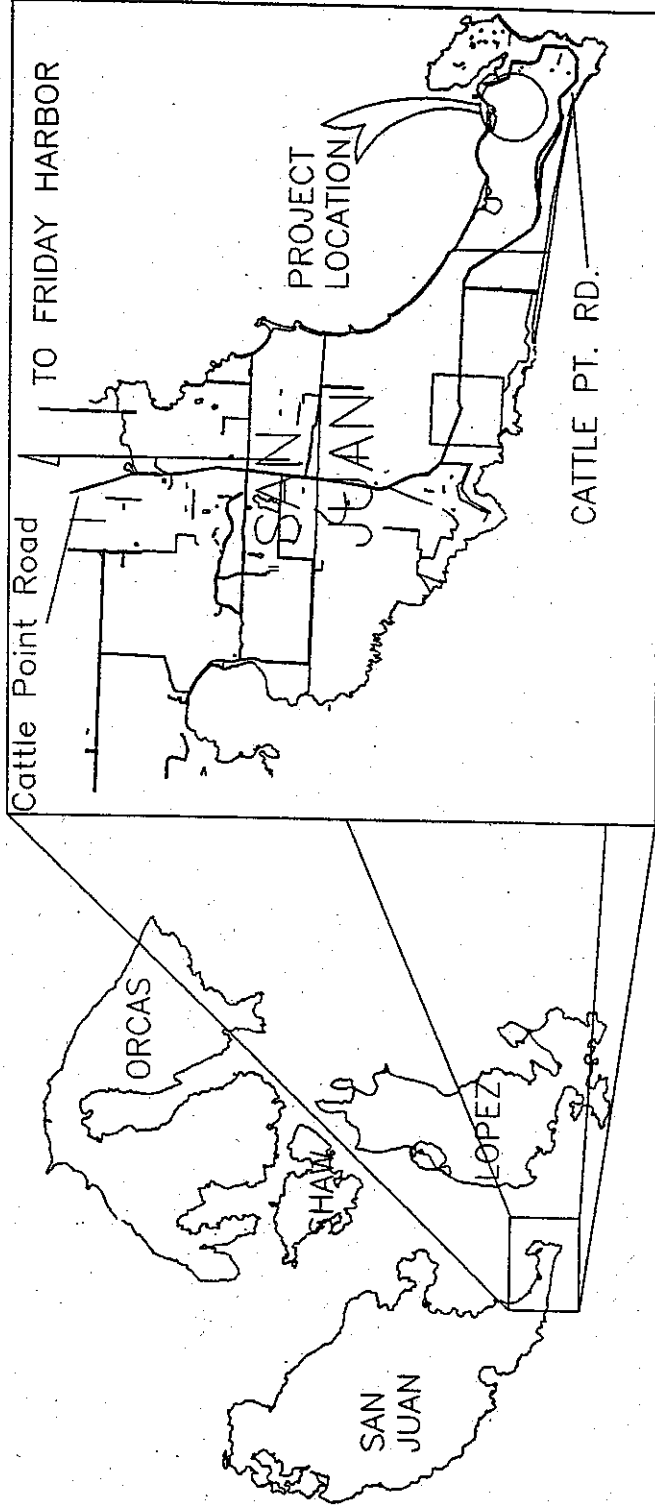 ORCAS
SHAW
LOPEZ
SAN
JUAN
Cattle Point Road
TO FRIDAY HARBOR
SAN
JUAN
PROJECT
LOCATION
CATTLE PT. RD.